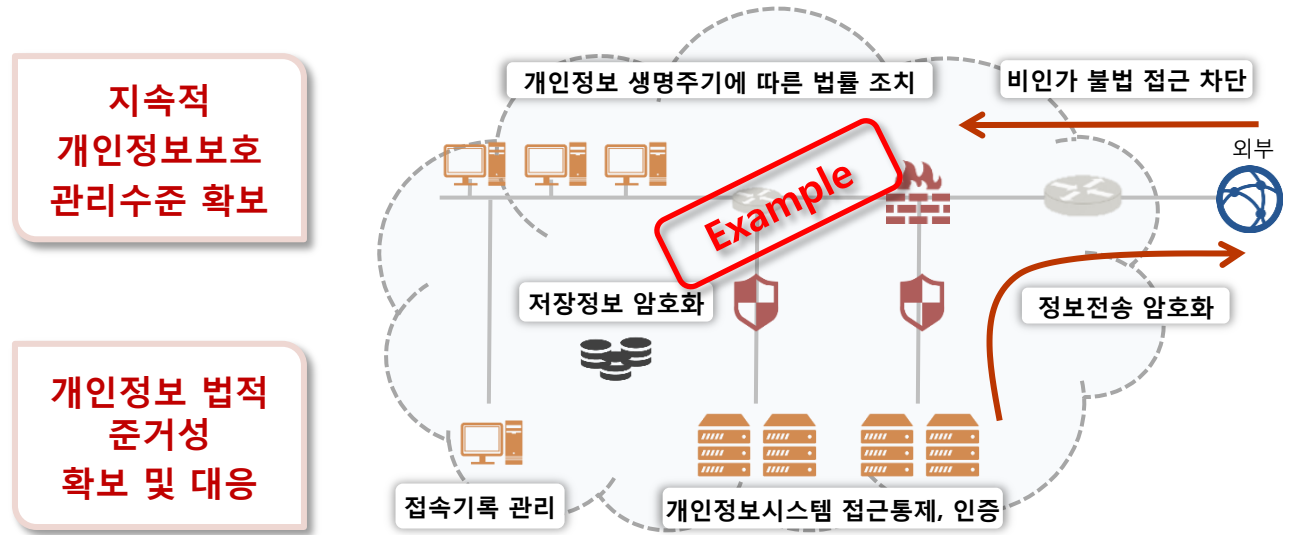 지속적
개인정보보호
관리수준 확보
개인정보 법적
준거성
확보 및 대응
개인정보 생명주기에 따른 법률 조치
비인가 불법 접근 차단
외부
Example
저장정보 암호화
정보전송 암호화
접속기록 관리
개인정보시스템 접근통제, 인증